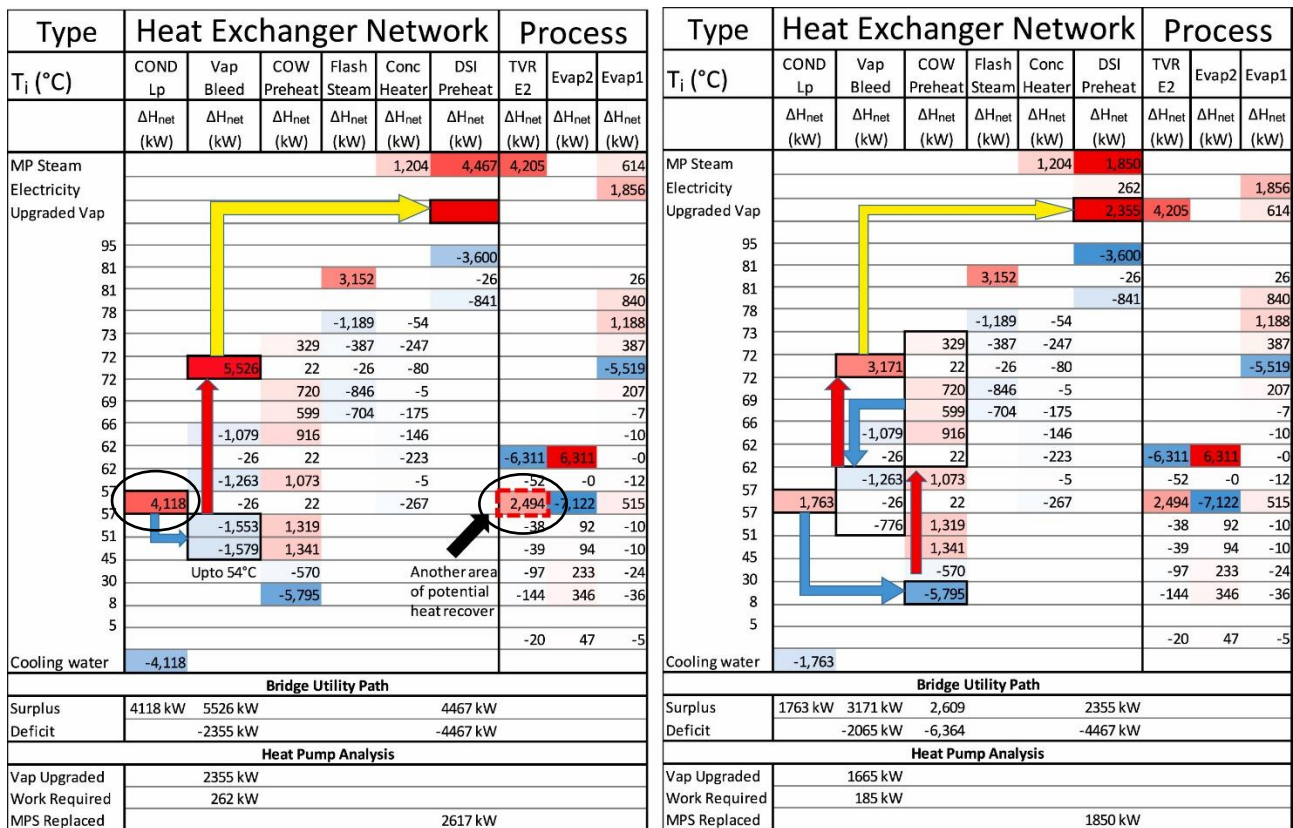 Type Heat Exchanger Network Process
Ti (°C) COND Lp Vap Bleed COW Preheat Flash Steam Conc Heater DSI Preheat TVR E2 Evap2 Evap1
ΔHnet (kW) ΔHnet (kW) ΔHnet (kW) ΔHnet (kW) ΔHnet (kW) ΔHnet (kW) ΔHnet (kW) ΔHnet (kW) ΔHnet (kW)
MP Steam 1,204 4,467 4,205 614
Electricity 1,856
Upgraded Vap
95
-3,600
81
3,152 -26 26
81
-841 840
78
-1,189 -54 1,188
73
329 -387 -247 387
72
5,526 22 -26 -80 -5,519
72
720 -846 -5 207
69
599 -704 -175 -7
66
-1,079 916 -146 -10
62
-26 22 -223 -6,311 6,311 -0
62
-1,263 1,073 -5 -52 -0 -12
57
4,118 -26 22 -267 2,494 -7,122 515
57
-1,553 1,319 -38 92 -10
51
-1,579 1,341 -39 94 -10
45
Upto 54°C -570 Another area of potential heat recover -97 233 -24
30
-5,795 -144 346 -36
8
5
-20 47 -5
Cooling water -4,118
Bridge Utility Path
Surplus 4118 kW 5526 kW 4467 kW
Deficit -2355 kW -4467 kW
Heat Pump Analysis
Vap Upgraded 2355 kW
Work Required 262 kW
MPS Replaced 2617 kW
Type Heat Exchanger Network Process
Ti (°C) COND Lp Vap Bleed COW Preheat Flash Steam Conc Heater DSI Preheat TVR E2 Evap2 Evap1
ΔHnet (kW) ΔHnet (kW) ΔHnet (kW) ΔHnet (kW) ΔHnet (kW) ΔHnet (kW) ΔHnet (kW) ΔHnet (kW) ΔHnet (kW)
MP Steam 1,204 1,850
Electricity 262 1,856
Upgraded Vap 2,355 4,205 614
95
-3,600
81
3,152 -26 26
81
-841 840
78
-1,189 -54 1,188
73
329 -387 -247 387
72
3,171 22 -26 -80 -5,519
72
720 -846 -5 207
69
599 -704 -175 -7
66
-1,079 916 -146 -10
62
-26 22 -223 -6,311 6,311 -0
62
-1,263 1,073 -5 -52 -0 -12
57
1,763 -26 22 -267 2,494 -7,122 515
57
-776 1,319 -38 92 -10
51
1,341 -39 94 -10
45
-570 -97 233 -24
30
-5,795 -144 346 -36
8
5
-20 47 -5
Cooling water -1,763
Bridge Utility Path
Surplus 1763 kW 3171 kW 2,609 2355 kW
Deficit -2065 kW -6,364 -4467 kW
Heat Pump Analysis
Vap Upgraded 1665 kW
Work Required 185 kW
MPS Replaced 1850 kW